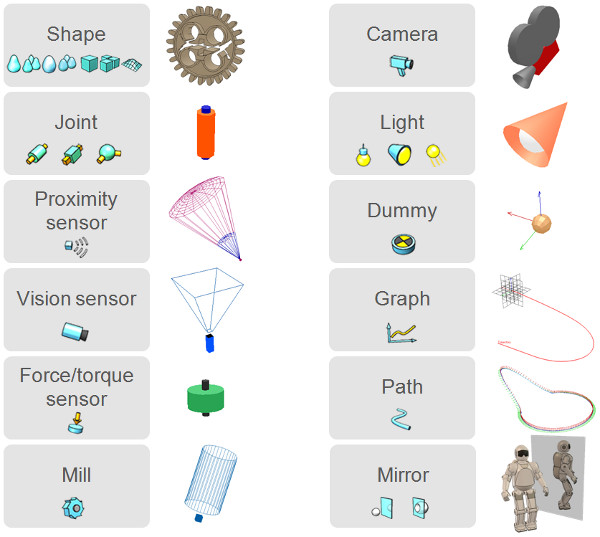 Shape
Camera
Joint
Light
Proximity
sensor
Dummy
Vision sensor
Graph
Force/torque
sensor
Path
Mill
Mirror